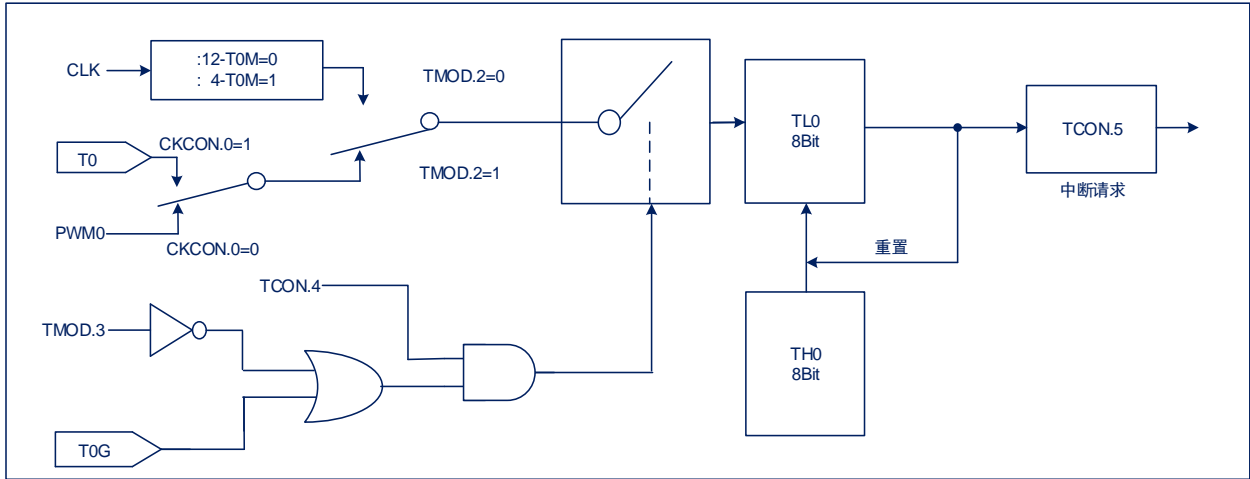 CLK
:12-T0M=0
: 4-T0M=1
TMOD.2=0
TMOD.2=1
T0
CKCON.0=1
PWM0
CKCON.0=0
TL0
8Bit
TCON.5
中断请求
重置
TCON.4
TMOD.3
TH0
8Bit
T0G